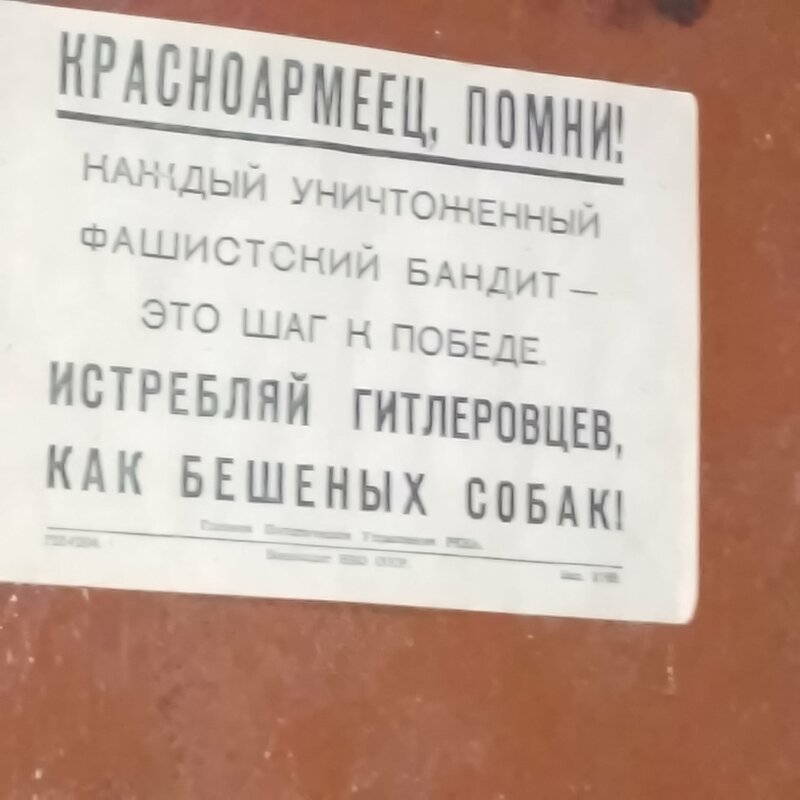 КРАСНОАРМЕЕЦ, ПОМНИ!
КАЖДЫЙ УНИЧТОЖЕННЫЙ
ФАШИСТСКИЙ БАНДИТ —
ЭТО ШАГ К ПОБЕДЕ.
ИСТРЕБЛЯЙ ГИТЛЕРОВЦЕВ,
КАК БЕШЕНЫХ СОБАК!